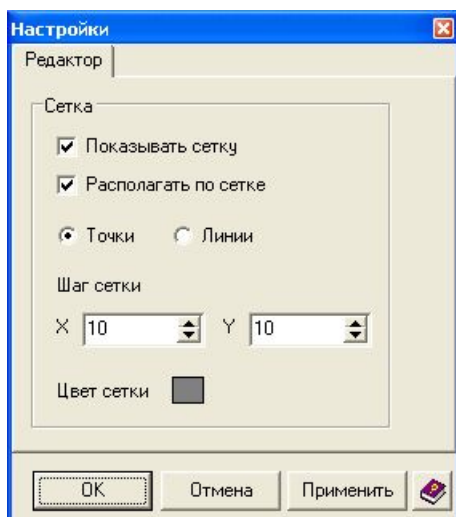 Настройки
Редактор
Сетка
Показывать сетку
Располагать по сетке
Точки Линии
Шаг сетки
X 10 Y 10
Цвет сетки
OK Отмена Применить